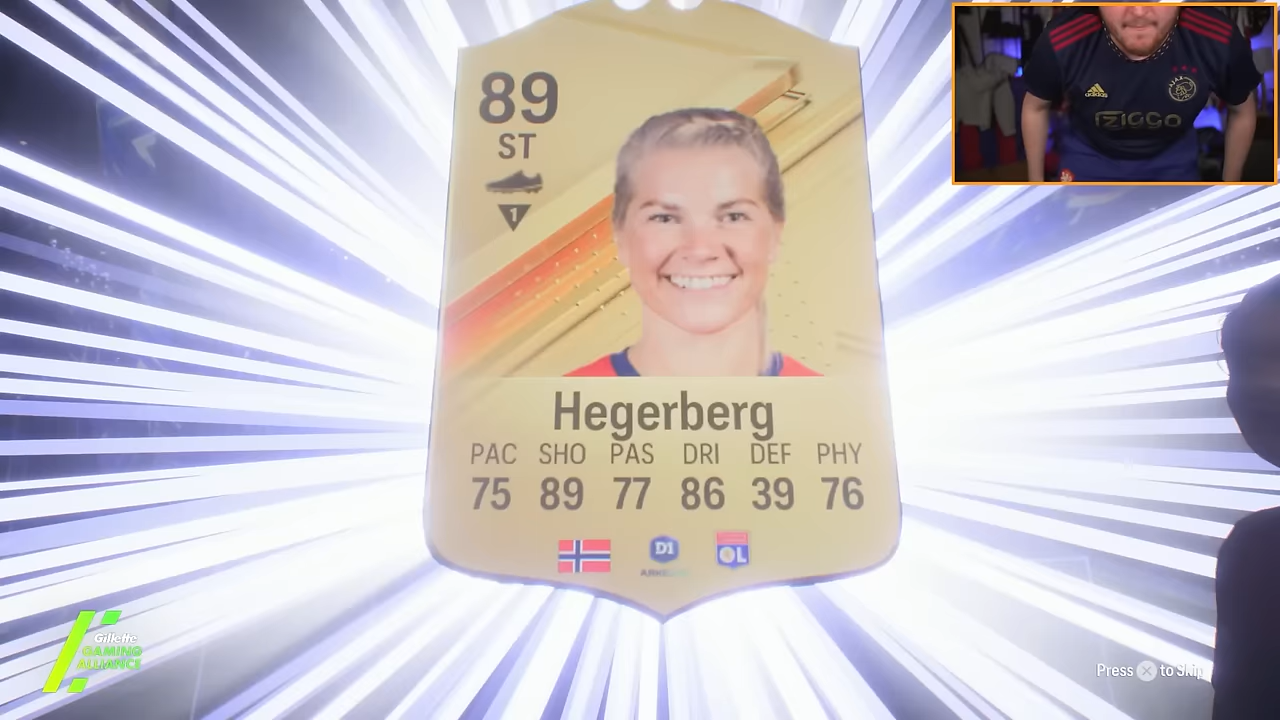 89
ST
1
Hegerberg
PAC SHO PAS DRI DEF PHY
75 89 77 86 39 76
D1
OL
adidas
ziggo
Gillette
GAMING
ALLIANCE
Press X to Skip